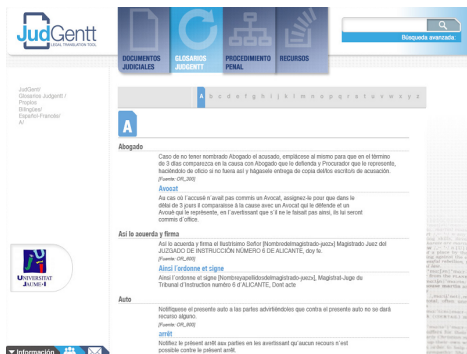 JudGentt
LEGAL TRANSLATION TOOL
DOCUMENTOS JUDICIALES
GLOSARIOS JUDGENTT
PROCEDIMIENTO PENAL
RECURSOS
Búsqueda avanzada:
JudGentt/
Glosarios Judgentt /
Propios
Bilingües/
Español-Francés/
A/
A b c d e f g h i j k l m n o p q r s t u v w x y z
A
Abogado
Caso de no tener nombrado Abogado el acusado, emplácese al mismo para que en el término
de 3 días comparezca en la causa con Abogado que le defienda y Procurador que le represente,
haciéndolo de oficio si no fuera así y hágasele entrega de copia del/los escrito/s de acusación.
[Fuente: OR_300]
Avocat
Au cas où l'accusé n'avait pas commis un Avocat, assignez-le pour que dans le
délai de 3 jours il comparaisse à la cause avec un Avocat qui le défende et un
Avoué qui le représente, en l'avertissant que s'il ne le faisait pas ainsi, ils lui seront
commis d'office.
Así lo acuerda y firma
Así lo acuerda y firma el Ilustrísimo Señor [Nombredelmagistrado-juezx] Magistrado Juez del
JUZGADO DE INSTRUCCIÓN NÚMERO 6 DE ALICANTE, doy fe.
[Fuente: OR_600]
Ainsi l'ordonne et signe
Ainsi l'ordonne et signe [Nombreyapellidosdelmagistrado-juezx], Magistrat-Juge de
Tribunal d'Instruction numéro 6 d'ALICANTE, Dont acte
Auto
Notifíquese el presente auto a las partes advirtiéndoles que contra el presente auto no se dará
recurso alguno.
[Fuente: OR_800]
arrêt
Notifiez le présent arrêt aux parties en les avertissant qu'aucun recours n'est
possible contre le présent arrêt.
UNIVERSITAT
JAUME·I
Información